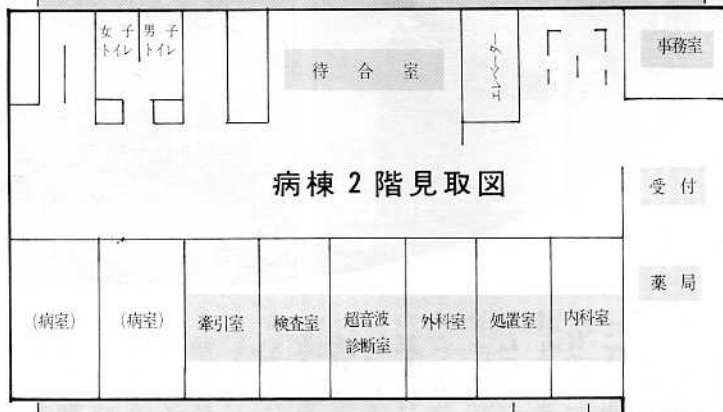 女子 男子
トイレ トイレ
待合室
エレベーター
事務室
病棟2階見取図
受付
薬局
(病室)
(病室)
牽引室
検査室
超音波
診断室
外科室
処置室
内科室